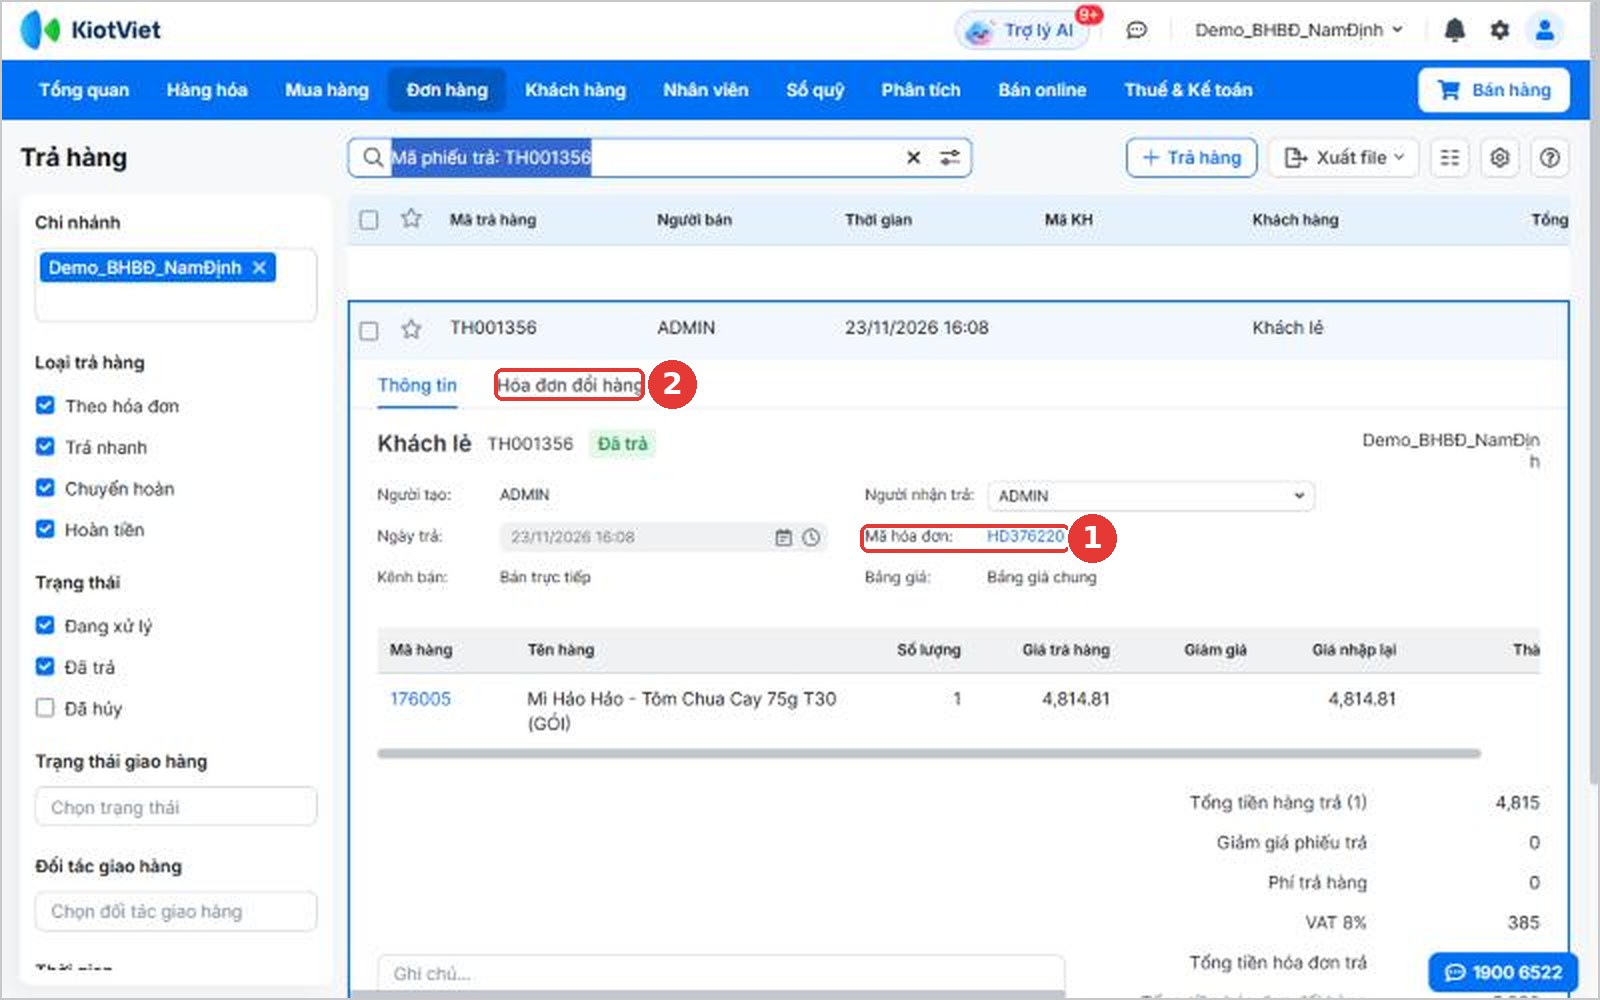 KiotViet
Trợ lý AI
9+
Demo_BHBĐ_NamĐịnh
Tổng quan
Hàng hóa
Mua hàng
Đơn hàng
Khách hàng
Nhân viên
Sổ quỹ
Phân tích
Bán online
Thuế & Kế toán
Bán hàng
Trả hàng
Mã phiếu trả: TH001356
Trả hàng
Xuất file
Chi nhánh
Demo_BHBĐ_NamĐịnh
Loại trả hàng
Theo hóa đơn
Trả nhanh
Chuyển hoàn
Hoàn tiền
Trạng thái
Đang xử lý
Đã trả
Đã hủy
Trạng thái giao hàng
Chọn trạng thái
Đối tác giao hàng
Chọn đối tác giao hàng
Mã trả hàng Người bán Thời gian Mã KH Khách hàng Tổng
TH001356 ADMIN 23/11/2026 16:08 Khách lẻ
Thông tin Hóa đơn đổi hàng 2
Khách lẻ TH001356 Đã trả
Demo_BHBĐ_NamĐịn
h
Người tạo: ADMIN Người nhận trả: ADMIN
Ngày trả: 23/11/2026 16:08 Mã hóa đơn: HD376220 1
Kênh bán: Bán trực tiếp Bảng giá: Bảng giá chung
Mã hàng Tên hàng Số lượng Giá trả hàng Giảm giá Giá nhập lại Thà
176005 Mì Hảo Hảo - Tôm Chua Cay 75g T30 1 4,814.81 4,814.81
(GÓI)
Tổng tiền hàng trả (1) 4,815
Giảm giá phiếu trả 0
Phí trả hàng 0
VAT 8% 385
Tổng tiền hóa đơn trả
Ghi chú...
1900 6522